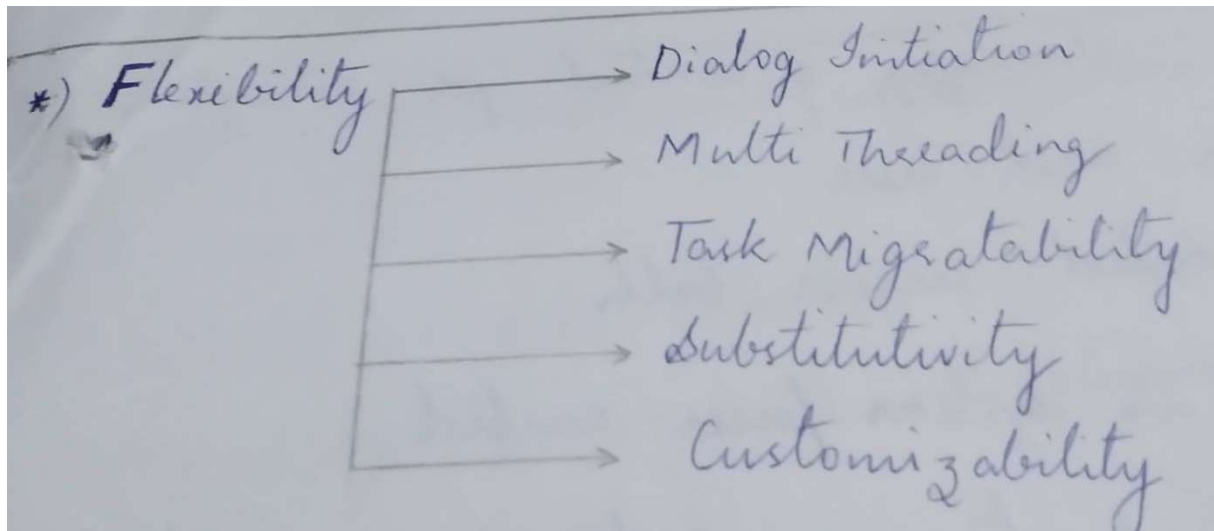 *) Flexibility
Dialog Initiation
Multi Threading
Task Migratability
Substitutivity
Customizability